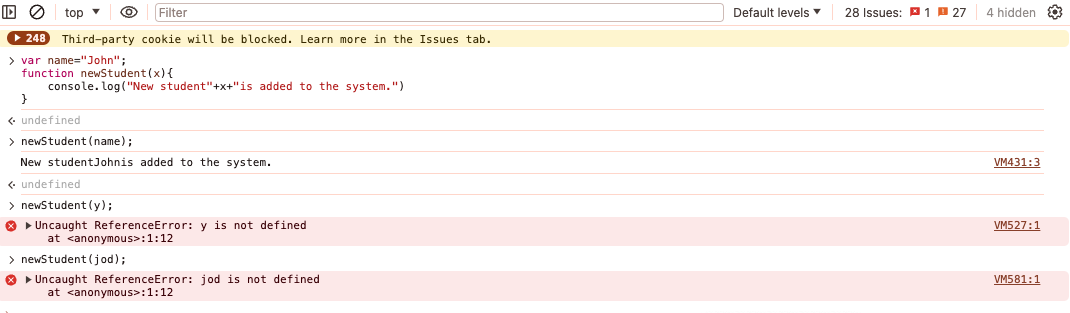 top Filter Default levels 28 Issues: 1 27 4 hidden
248 Third-party cookie will be blocked. Learn more in the Issues tab.
var name="John";
function newStudent(x){
    console.log("New student"+x+"is added to the system.")
}
undefined
newStudent(name);
New studentJohnis added to the system. VM431:3
undefined
newStudent(y);
Uncaught ReferenceError: y is not defined VM527:1
    at <anonymous>:1:12
newStudent(jod);
Uncaught ReferenceError: jod is not defined VM581:1
    at <anonymous>:1:12